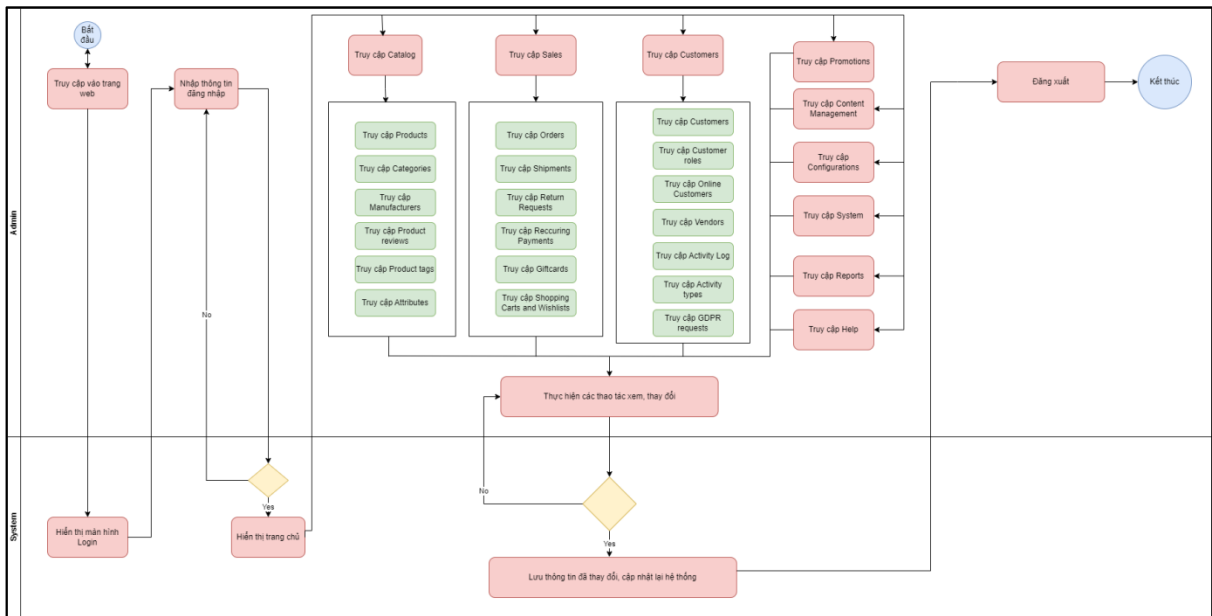 Admin
Bắt
đầu
Truy cập vào trang
web
Nhập thông tin
đăng nhập
No
Truy cập Catalog
Truy cập Products
Truy cập Categories
Truy cập
Manufacturers
Truy cập Product
reviews
Truy cập Product tags
Truy cập Attributes
Truy cập Sales
Truy cập Orders
Truy cập Shipments
Truy cập Return
Requests
Truy cập Reccuring
Payments
Truy cập Giftcards
Truy cập Shopping
Carts and Wishlists
Truy cập Customers
Truy cập Customers
Truy cập Customer
roles
Truy cập Online
Customers
Truy cập Vendors
Truy cập Activity Log
Truy cập Activity
types
Truy cập GDPR
requests
Truy cập Promotions
Truy cập Content
Management
Truy cập
Configurations
Truy cập System
Truy cập Reports
Truy cập Help
Đăng xuất
Kết thúc
Thực hiện các thao tác xem, thay đổi
System
Hiển thị màn hình
Login
Yes
Hiển thị trang chủ
No
Yes
Lưu thông tin đã thay đổi, cập nhật lại hệ thống